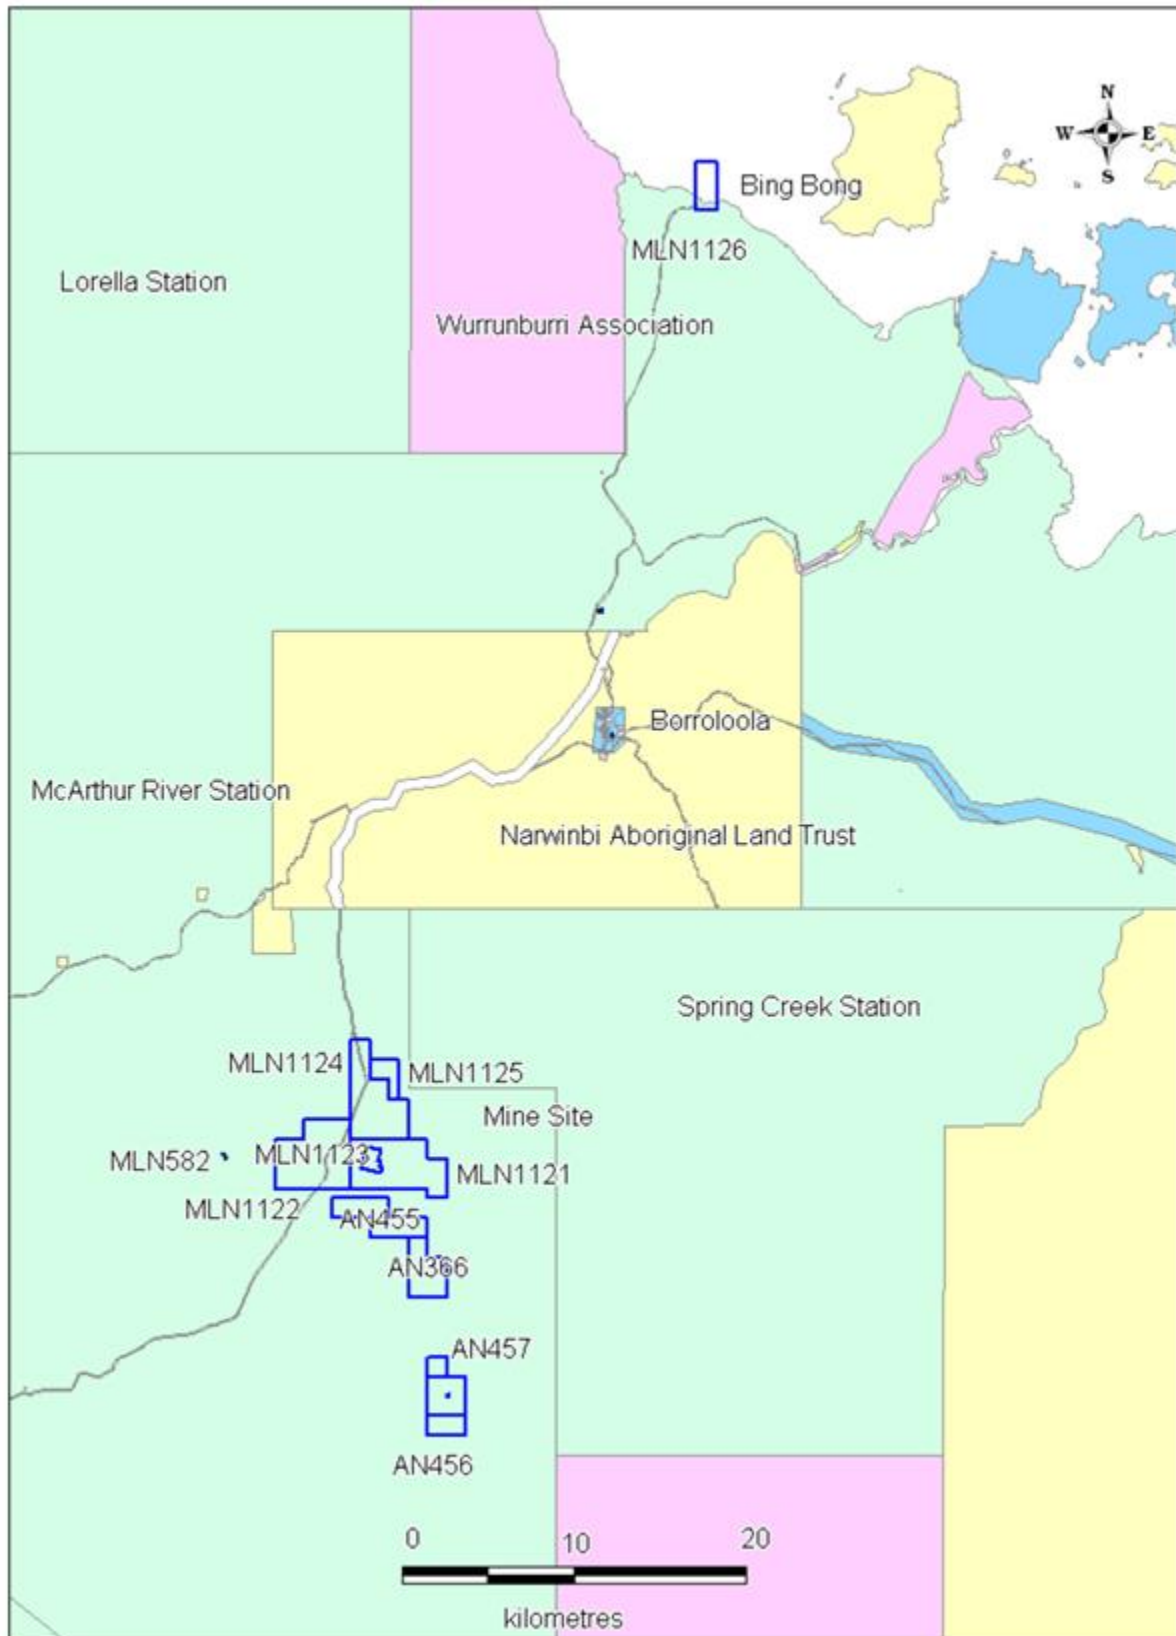 N
W E
S
Bing Bong
MLN1126
Lorella Station
Wurrunburri Association
Borroloola
McArthur River Station
Narwinbi Aboriginal Land Trust
Spring Creek Station
MLN1124
MLN1125
Mine Site
MLN582
MLN1123
MLN1121
MLN1122
AN455
AN366
AN457
AN456
0 10 20
kilometres